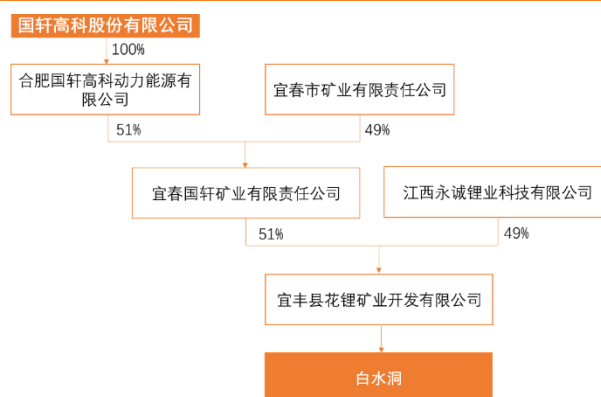 国轩高科股份有限公司
100%
合肥国轩高科动力能源有
限公司
宜春市矿业有限责任公司
51%
49%
宜春国轩矿业有限责任公司
江西永诚锂业科技有限公司
51%
49%
宜丰县花锂矿业开发有限公司
白水洞